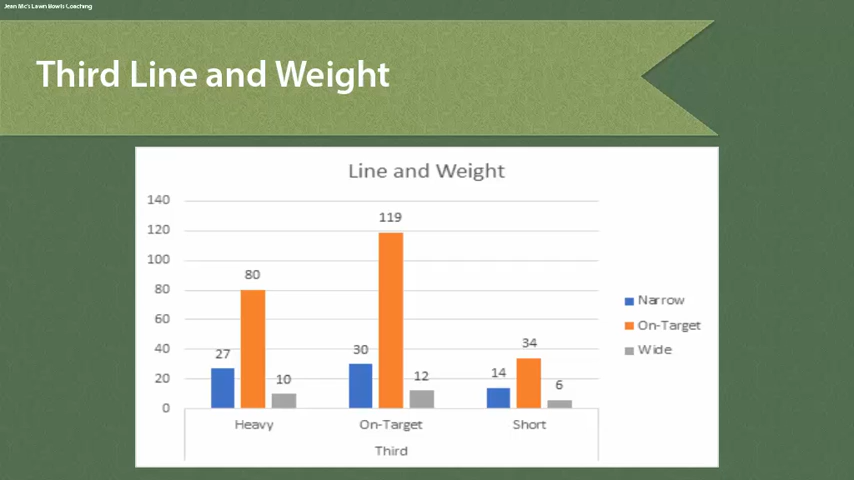 Jean Mc's Lawn Bowls Coaching
Third Line and Weight
Line and Weight
140
120
100
80
60
40
20
0
27
80
10
30
119
12
14
34
6
Heavy
On-Target
Short
Third
Narrow
On-Target
Wide